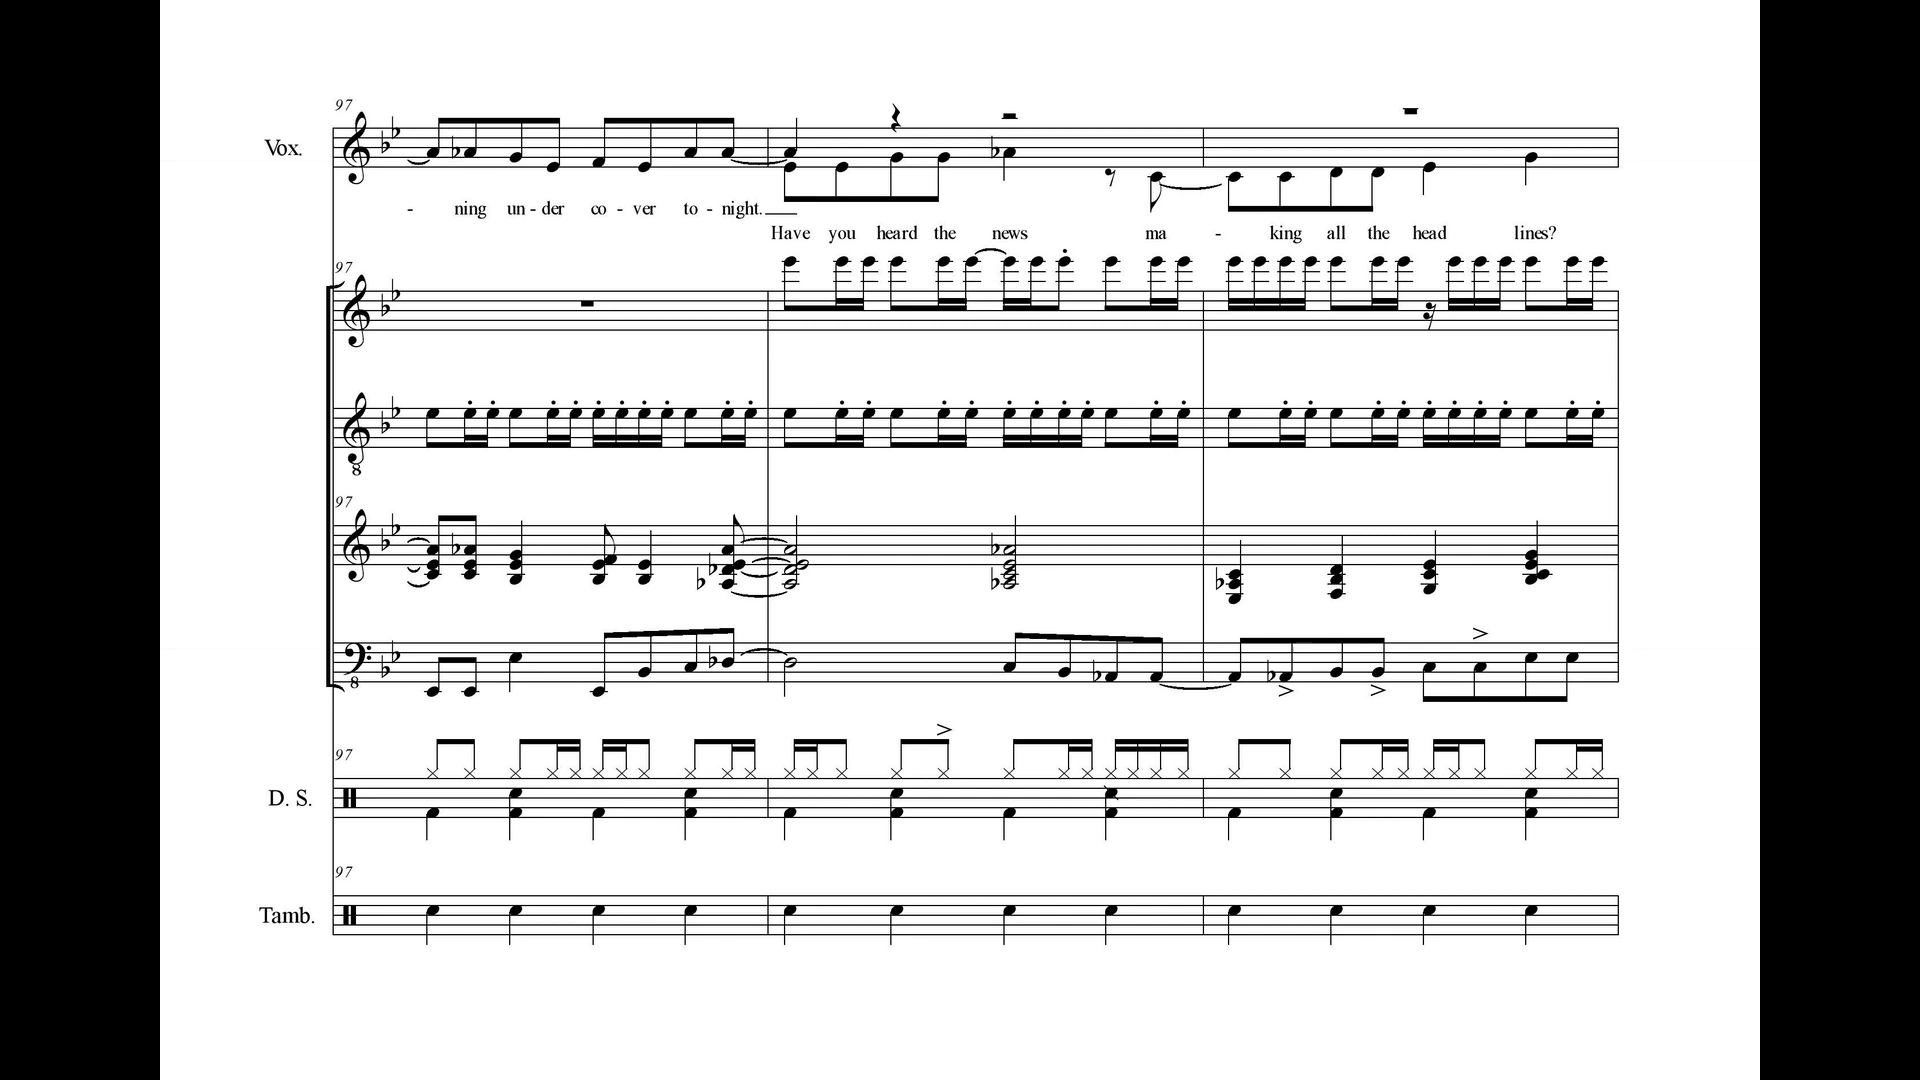 97
Vox.
- ning un - der co - ver to - night.
Have you heard the news ma - king all the head lines?
97
8
97
8
97
D. S.
97
Tamb.